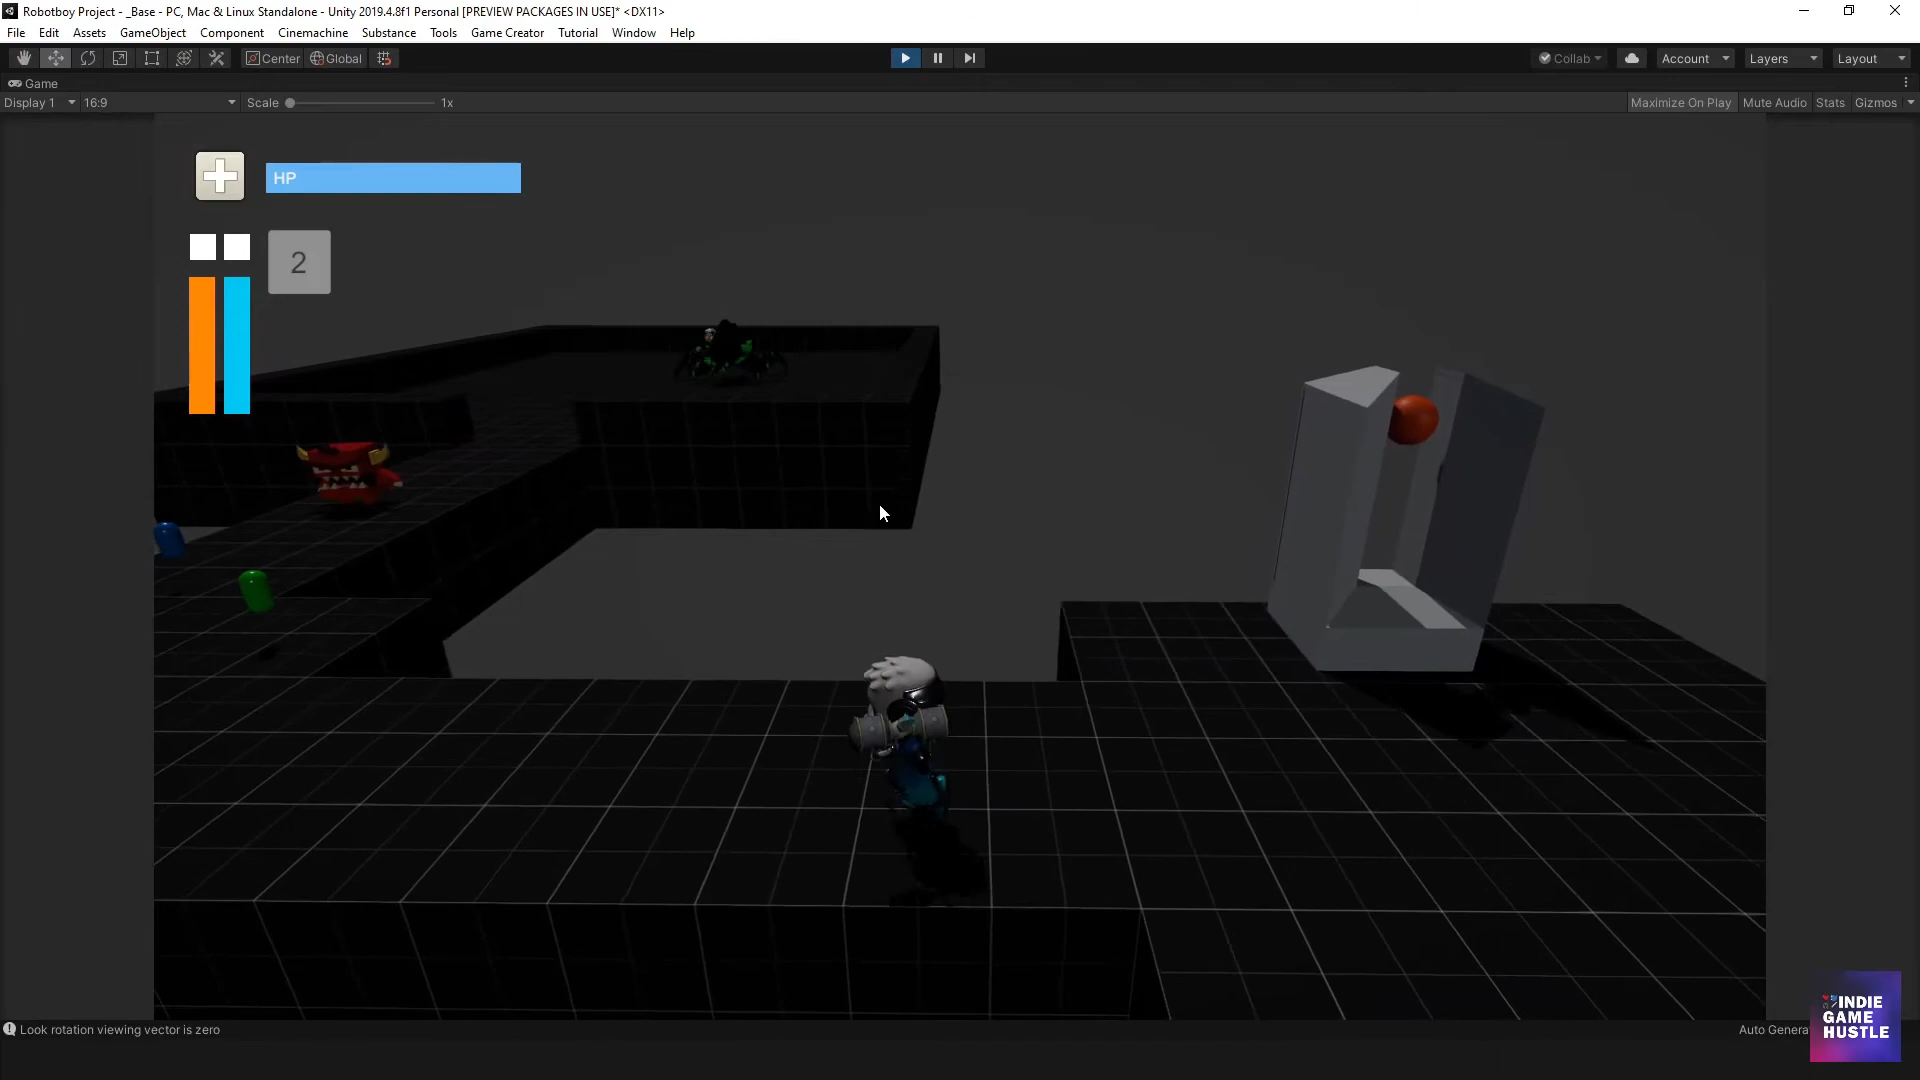 Robotboy Project - _Base - PC, Mac & Linux Standalone - Unity 2019.4.8f1 Personal [PREVIEW PACKAGES IN USE]* <DX11>
File Edit Assets GameObject Component Cinemachine Substance Tools Game Creator Tutorial Window Help
Center Global Collab Account Layers Layout
Game
Display 1 16:9 Scale 1x Maximize On Play Mute Audio Stats Gizmos
HP
2
Look rotation viewing vector is zero
Auto Genera
INDIE
GAME
HUSTLE